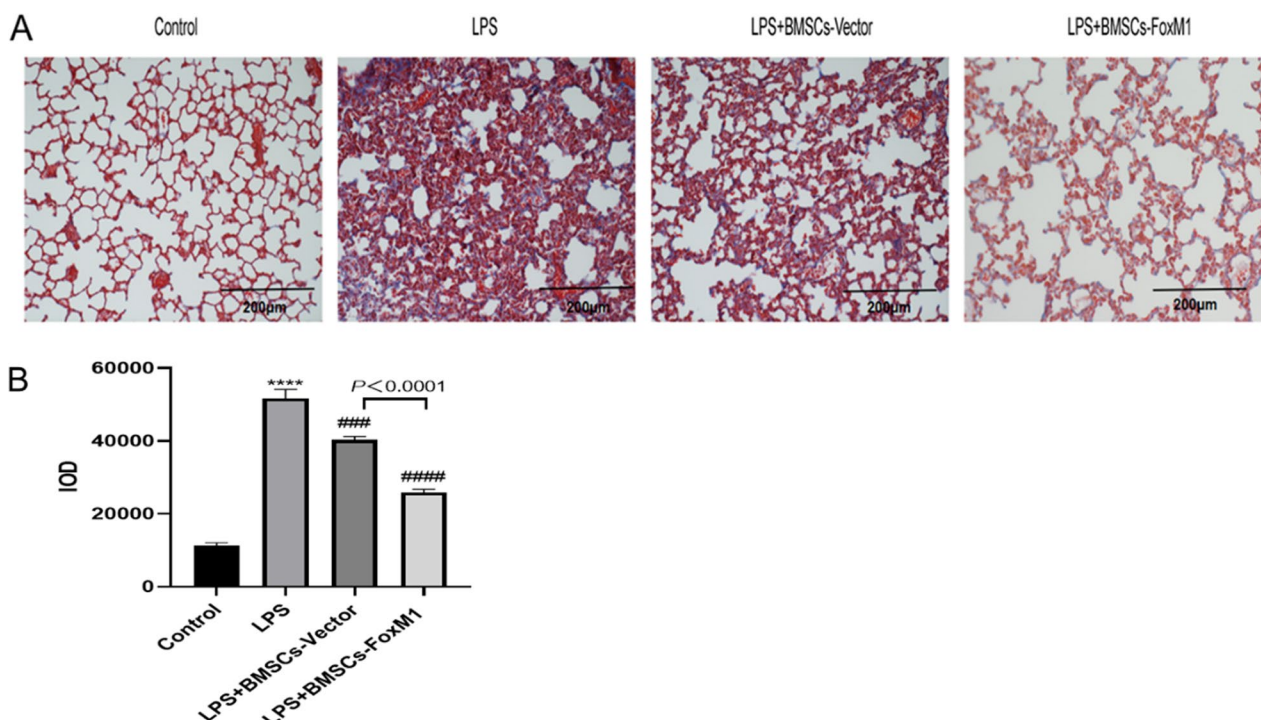 A
Control
LPS
LPS+BMSCs-Vector
LPS+BMSCs-FoxM1
200μm
200μm
200μm
200μm
B
60000
40000
20000
0
IOD
****
###
P<0.0001
####
Control
LPS
LPS+BMSCs-Vector
LPS+BMSCs-FoxM1